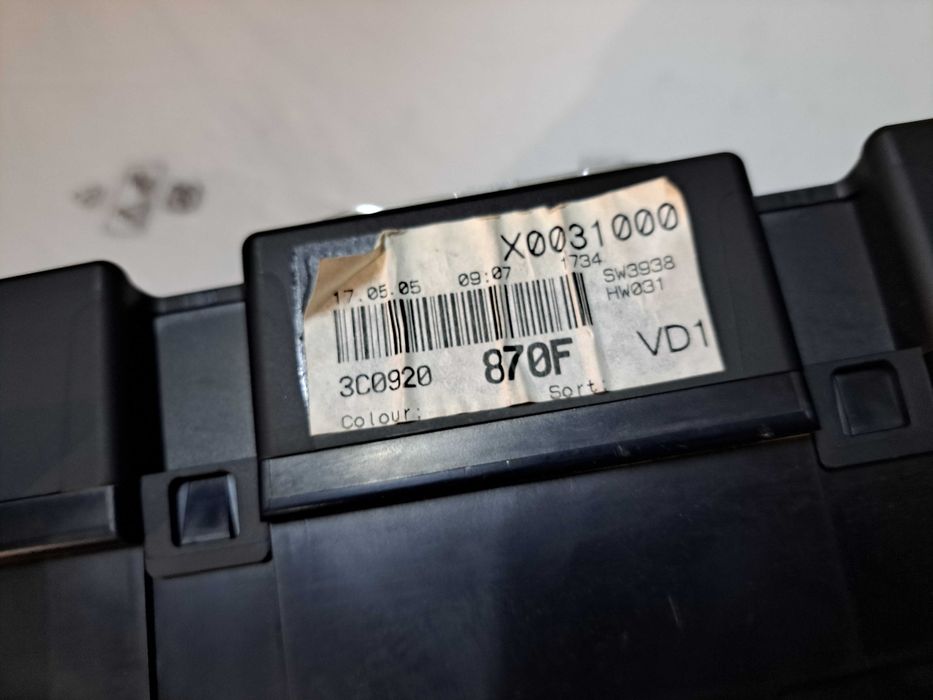 X0031000
17.05.05 09:07 1734 SW3938
HW031
3C0920 870F VD1
Colour: Sort: